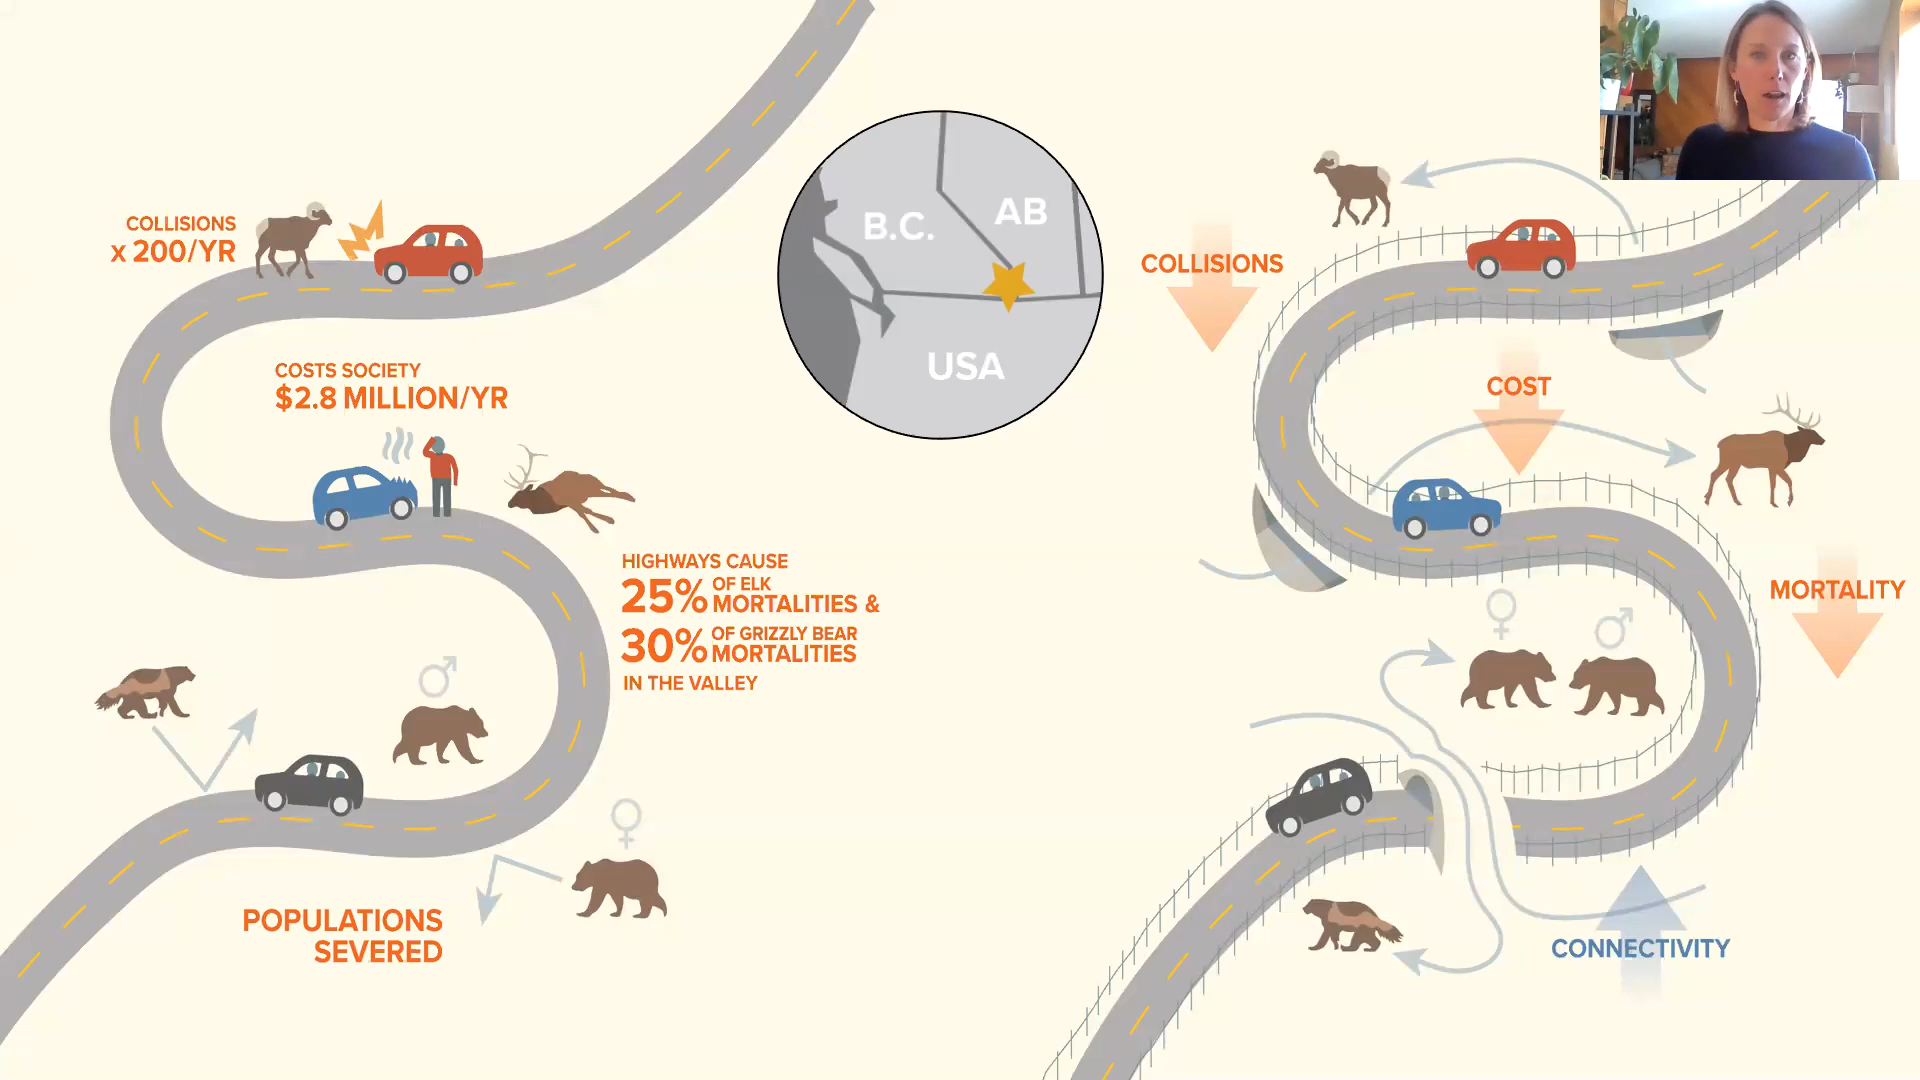 COLLISIONS
x 200/YR
COSTS SOCIETY
$2.8 MILLION/YR
HIGHWAYS CAUSE
25% OF ELK
MORTALITIES &
30% OF GRIZZLY BEAR
MORTALITIES
IN THE VALLEY
POPULATIONS
SEVERED
B.C.
AB
USA
COLLISIONS
COST
MORTALITY
CONNECTIVITY